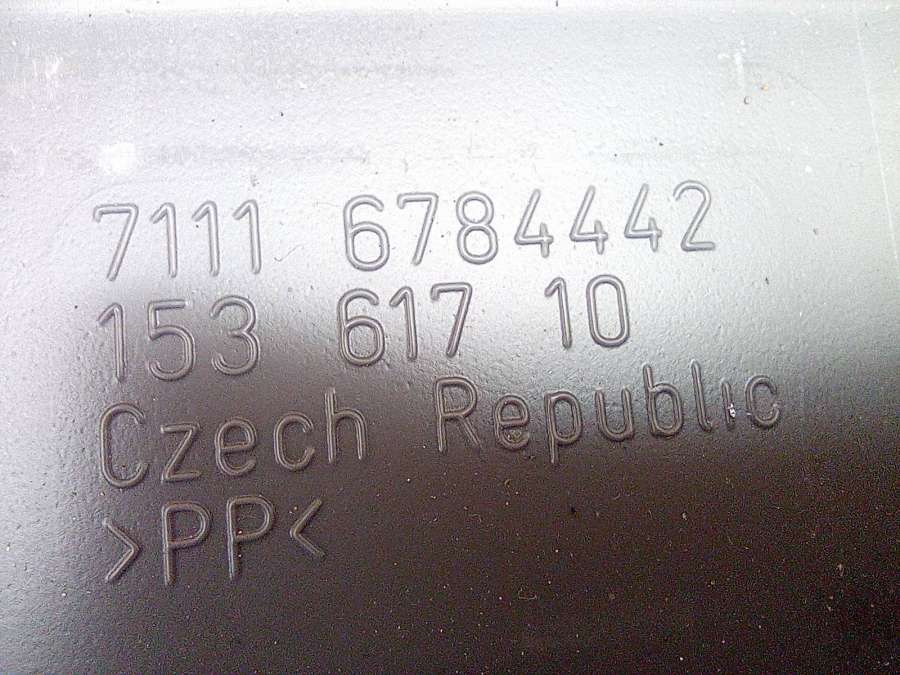 7111 6784442
153 617 10
Czech Republic
>PP<